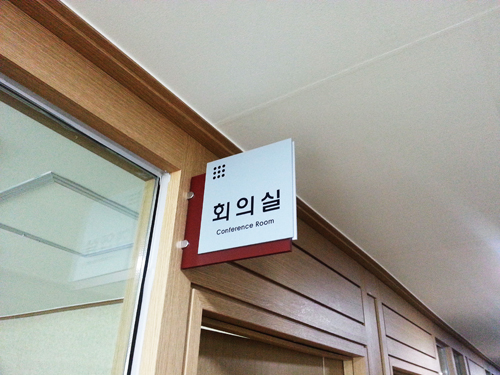 회의실
Conference Room